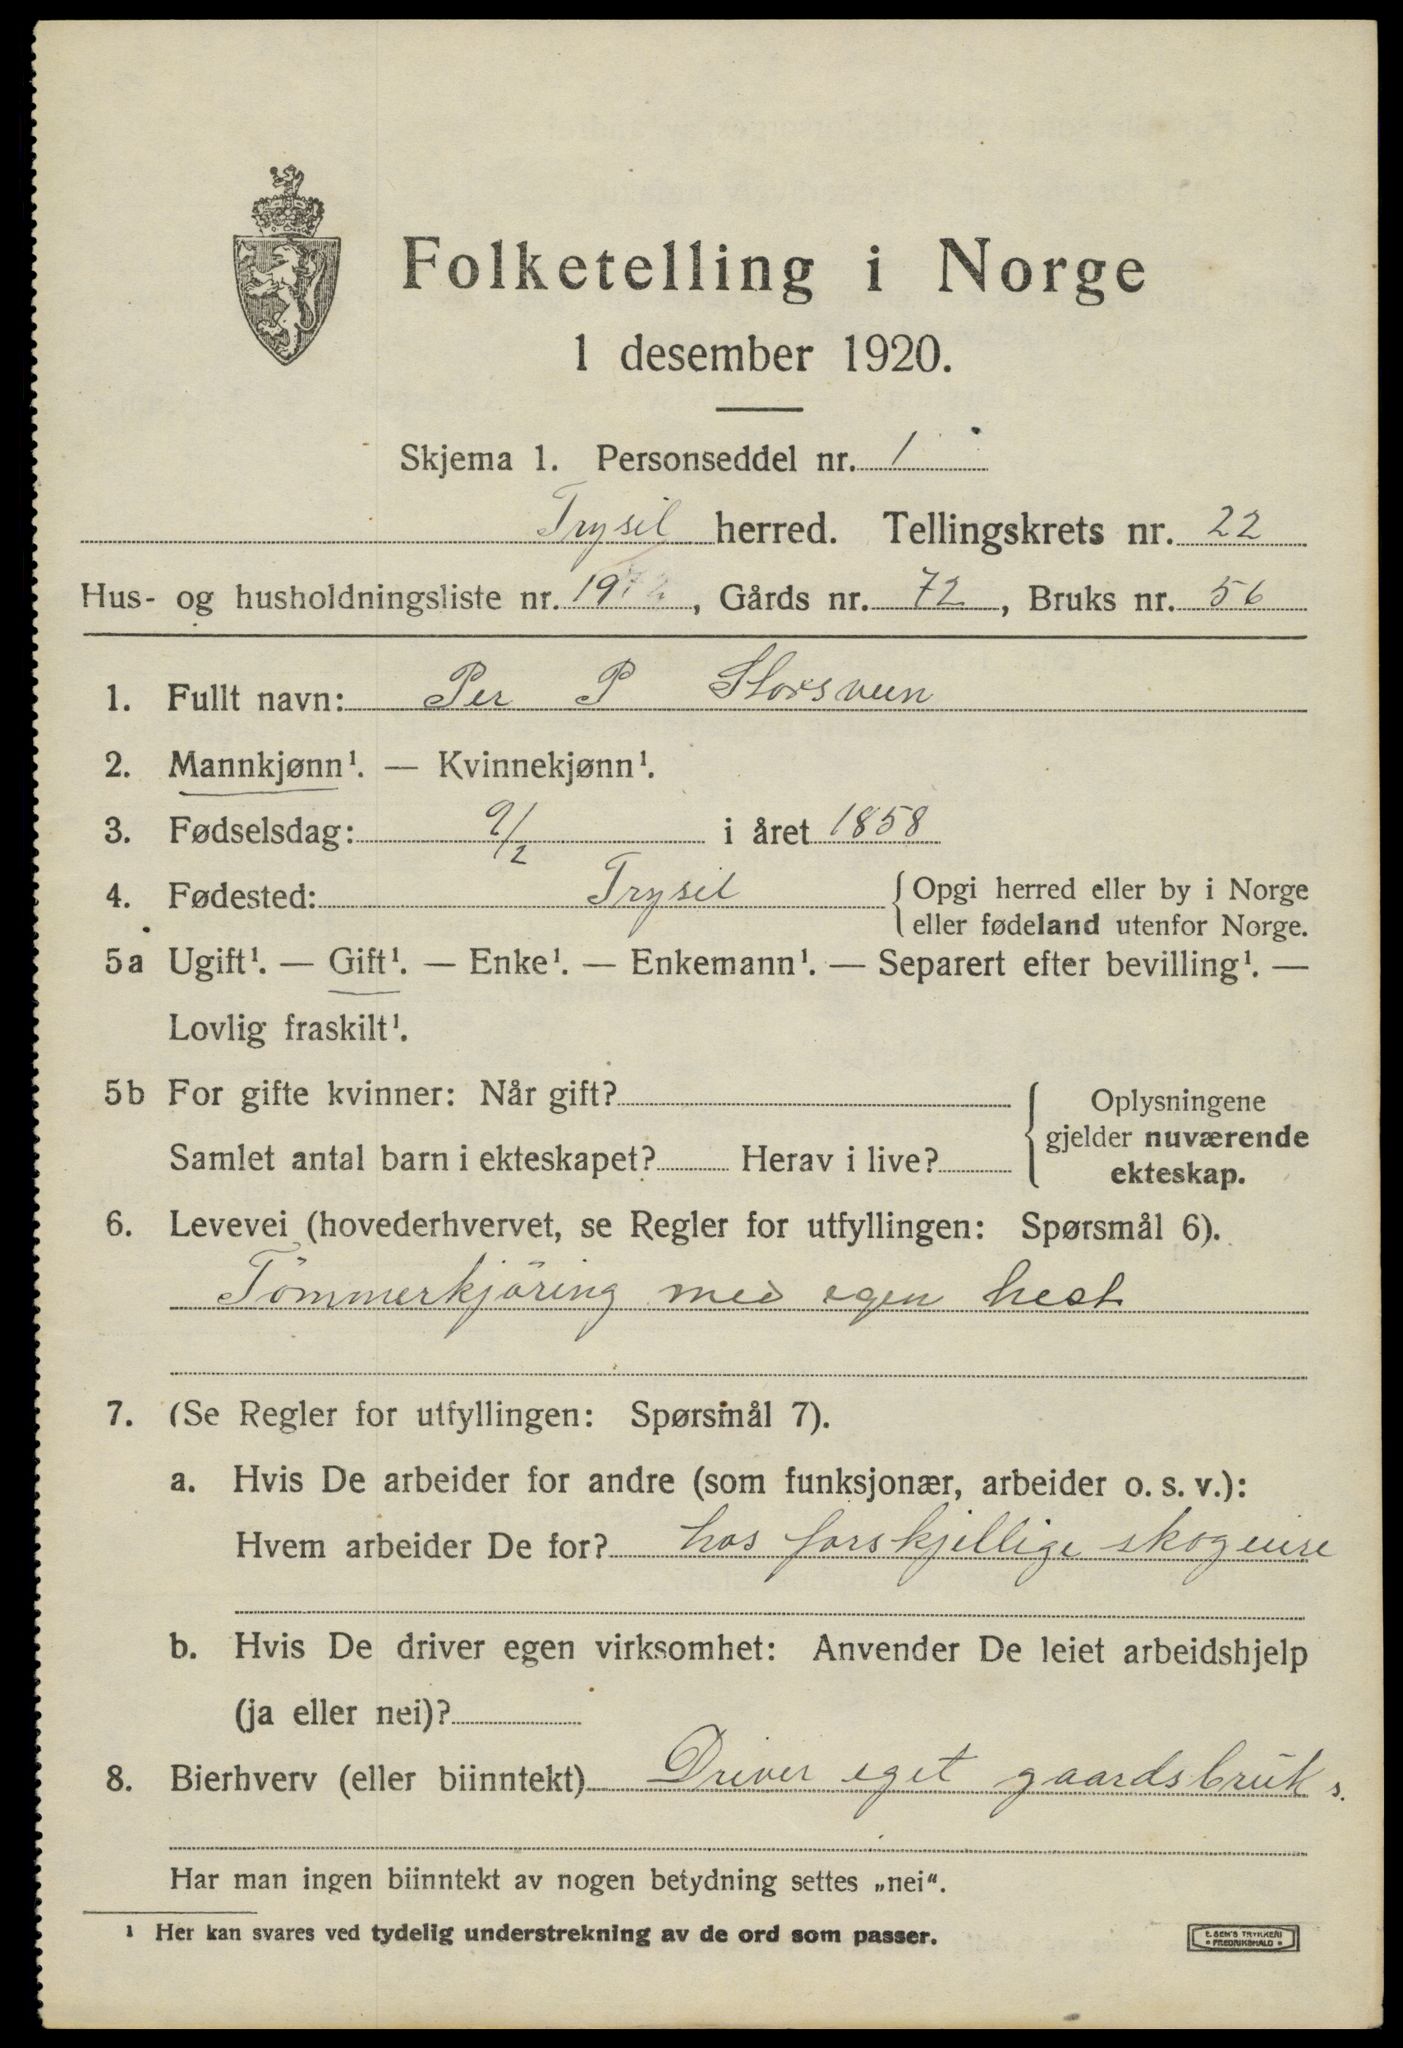 Folketelling i Norge
1 desember 1920.
Skjema 1. Personseddel nr. 1
Trysil herred. Tellingskrets nr. 22
Hus- og husholdningsliste nr. , Gårds nr. 72, Bruks nr. 56
1. Fullt navn: Per P Storsveen
2. Mannkjønn¹. — Kvinnekjønn¹.
3. Fødselsdag: 9/2 i året 1858
4. Fødested: Trysil { Opgi herred eller by i Norge
eller fødeland utenfor Norge.
5a Ugift¹. — Gift¹. — Enke¹. — Enkemann¹. — Separert efter bevilling¹. —
Lovlig fraskilt¹.
5b For gifte kvinner: Når gift? { Oplysningene
gjelder nuværende
Samlet antal barn i ekteskapet? Herav i live?
ekteskap.
6. Levevei (hovederhvervet, se Regler for utfyllingen: Spørsmål 6).
Tömmerkjöring med egen hest
7. (Se Regler for utfyllingen: Spørsmål 7).
a. Hvis De arbeider for andre (som funksjonær, arbeider o. s. v.):
Hvem arbeider De for? hos forskjellige skogeire
b. Hvis De driver egen virksomhet: Anvender De leiet arbeidshjelp
(ja eller nei)?
8. Bierhverv (eller biinntekt) Driver eget gaardsbruk s.
Har man ingen biinntekt av nogen betydning settes „nei“.
¹ Her kan svares ved tydelig understrekning av de ord som passer.
E. SEM'S TRYKKERI
FREDRIKSHALD